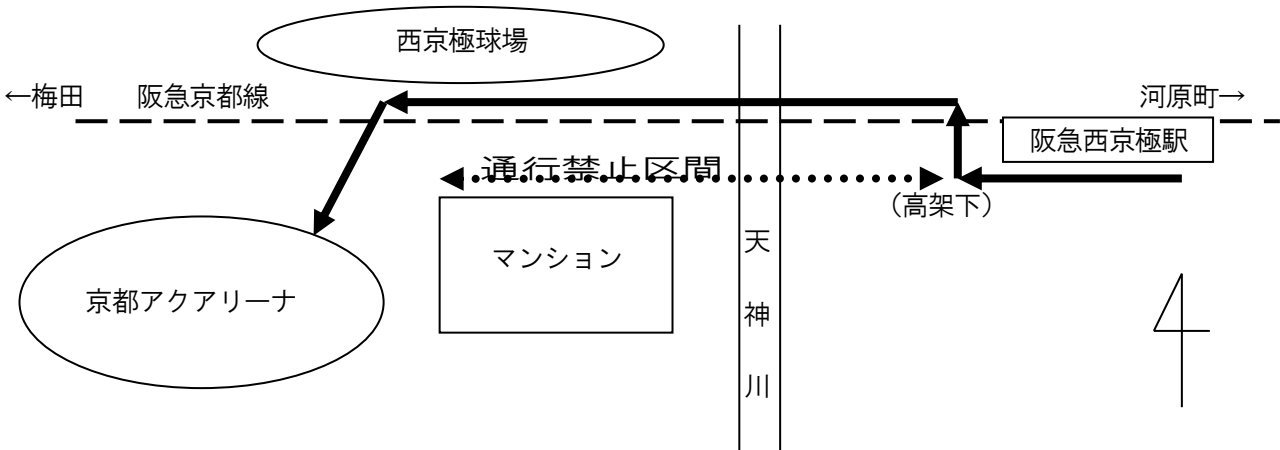 西京極球場
←梅田
阪急京都線
河原町→
阪急西京極駅
通行禁止区間
（高架下）
マンション
天神川
京都アクアリーナ